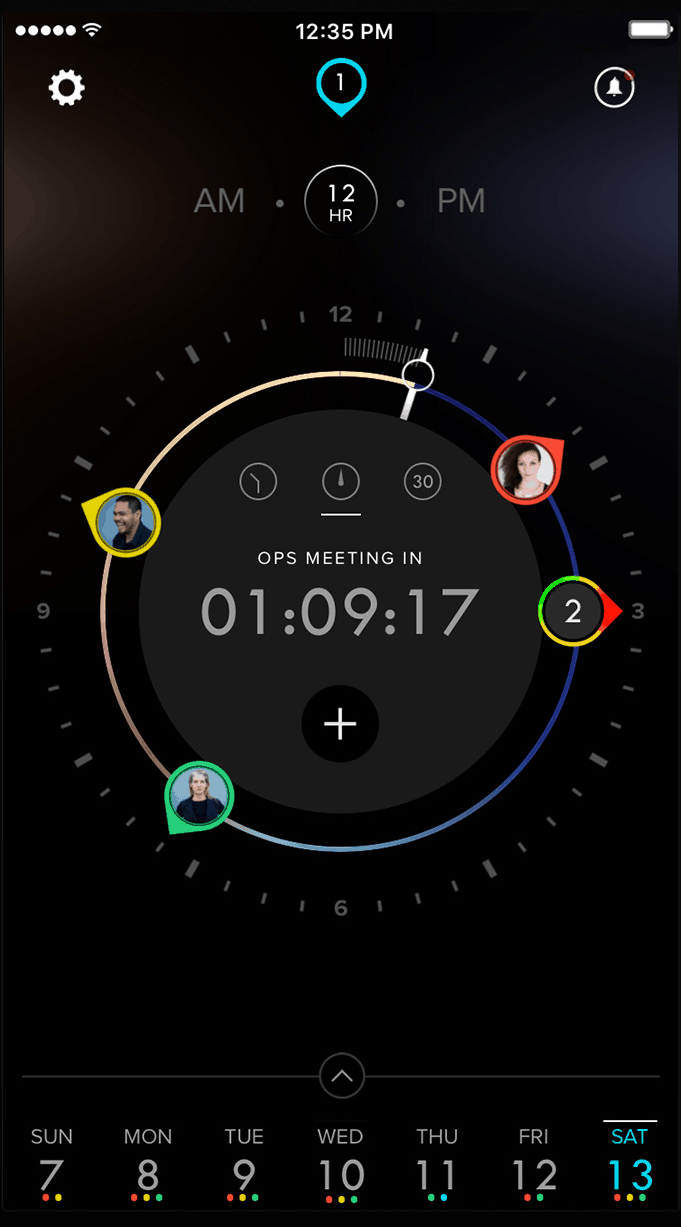 12:35 PM
1
AM • 12 HR • PM
12
30
OPS MEETING IN
01:09:17
9
2
3
6
SUN MON TUE WED THU FRI SAT
7 8 9 10 11 12 13